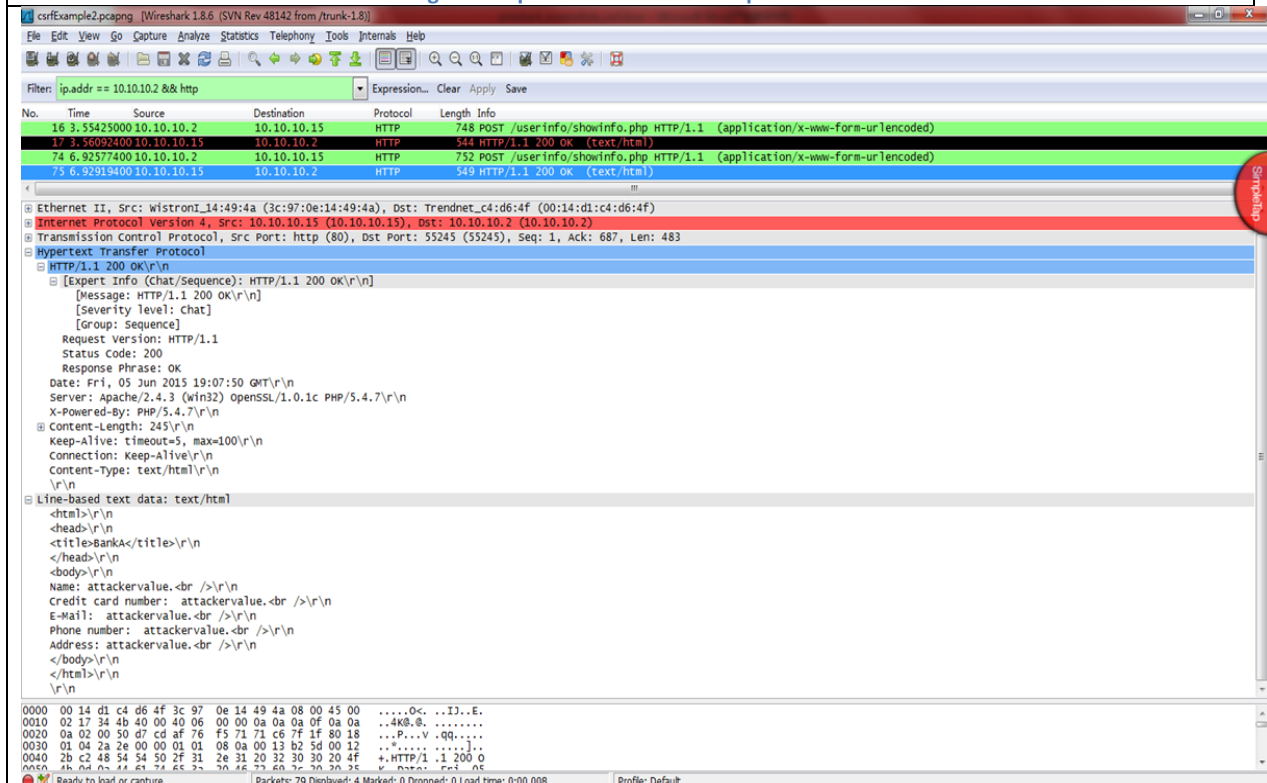 csrfExample2.pcapng [Wireshark 1.8.6 (SVN Rev 48142 from /trunk-1.8)]
File Edit View Go Capture Analyze Statistics Telephony Tools Internals Help
Filter: ip.addr == 10.10.10.2 && http Expression... Clear Apply Save
No. Time Source Destination Protocol Length Info
16 3.55425000 10.10.10.2 10.10.10.15 HTTP 748 POST /userinfo/showinfo.php HTTP/1.1 (application/x-www-form-urlencoded)
17 3.56092400 10.10.10.15 10.10.10.2 HTTP 544 HTTP/1.1 200 OK (text/html)
74 6.92577400 10.10.10.2 10.10.10.15 HTTP 752 POST /userinfo/showinfo.php HTTP/1.1 (application/x-www-form-urlencoded)
75 6.92919400 10.10.10.15 10.10.10.2 HTTP 549 HTTP/1.1 200 OK (text/html)
SimpleTap
Ethernet II, Src: WistronI_14:49:4a (3c:97:0e:14:49:4a), Dst: Trendnet_c4:d6:4f (00:14:d1:c4:d6:4f)
Internet Protocol Version 4, Src: 10.10.10.15 (10.10.10.15), Dst: 10.10.10.2 (10.10.10.2)
Transmission Control Protocol, Src Port: http (80), Dst Port: 55245 (55245), Seq: 1, Ack: 687, Len: 483
Hypertext Transfer Protocol
HTTP/1.1 200 OK\r\n
[Expert Info (Chat/Sequence): HTTP/1.1 200 OK\r\n]
[Message: HTTP/1.1 200 OK\r\n]
[Severity level: Chat]
[Group: Sequence]
Request Version: HTTP/1.1
Status Code: 200
Response Phrase: OK
Date: Fri, 05 Jun 2015 19:07:50 GMT\r\n
Server: Apache/2.4.3 (Win32) OpenSSL/1.0.1c PHP/5.4.7\r\n
X-Powered-By: PHP/5.4.7\r\n
Content-Length: 245\r\n
Keep-Alive: timeout=5, max=100\r\n
Connection: Keep-Alive\r\n
Content-Type: text/html\r\n
\r\n
Line-based text data: text/html
<html>\r\n
<head>\r\n
<title>BankA</title>\r\n
</head>\r\n
<body>\r\n
Name: attackervalue.<br />\r\n
Credit card number:  attackervalue.<br />\r\n
E-Mail:  attackervalue.<br />\r\n
Phone number:  attackervalue.<br />\r\n
Address: attackervalue.<br />\r\n
</body>\r\n
</html>\r\n
\r\n
0000 00 14 d1 c4 d6 4f 3c 97 0e 14 49 4a 08 00 45 00 .....O<. ..IJ..E.
0010 02 17 34 4b 40 00 40 06 00 00 0a 0a 0a 0f 0a 0a ..4K@.@. ........
0020 0a 02 00 50 d7 cd af 76 f5 71 71 c6 7f 1f 80 18 ...P...v .qq.....
0030 01 04 2a 2e 00 00 01 01 08 0a 00 13 b2 5d 00 12 ..*..... .....]..
0040 2b c2 48 54 54 50 2f 31 2e 31 20 32 30 30 20 4f +.HTTP/1 .1 200 O
Ready to load or capture Packets: 79 Displayed: 4 Marked: 0 Dropped: 0 Load time: 0:00.008 Profile: Default